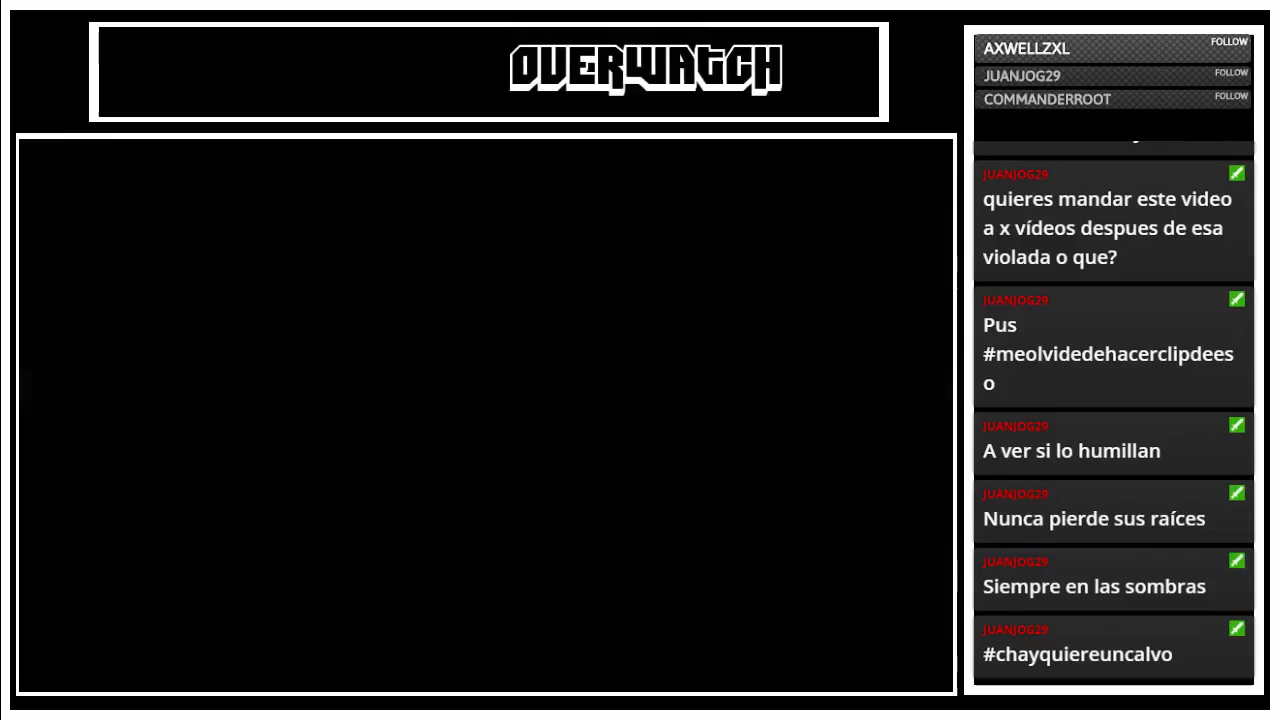 OVERWATCH
AXWELLZXL FOLLOW
JUANJOG29 FOLLOW
COMMANDERROOT FOLLOW
JUANJOG29
quieres mandar este video
a x vídeos despues de esa
violada o que?
JUANJOG29
Pus
#meolvidedehacerclipdees
o
JUANJOG29
A ver si lo humillan
JUANJOG29
Nunca pierde sus raíces
JUANJOG29
Siempre en las sombras
JUANJOG29
#chayquiereuncalvo